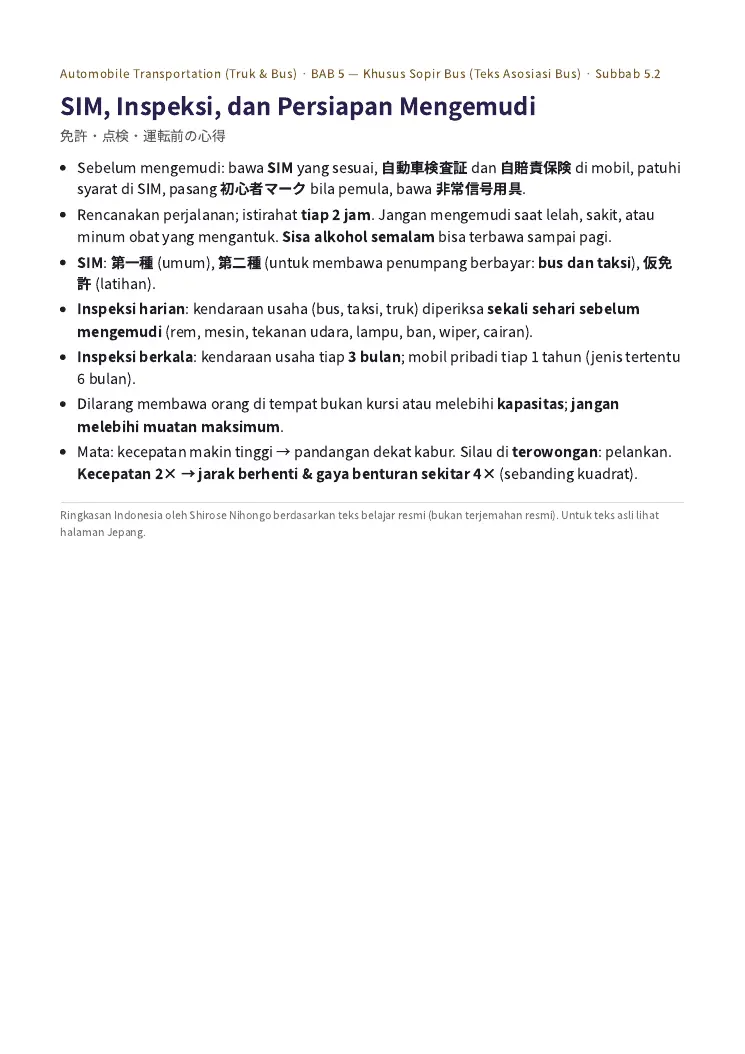 Automobile Transportation (Truk & Bus) · BAB 5 — Khusus Sopir Bus (Teks Asosiasi Bus) · Subbab 5.2
SIM, Inspeksi, dan Persiapan Mengemudi
免許・点検・運転前の心得
• Sebelum mengemudi: bawa SIM yang sesuai, 自動車検査証 dan 自賠責保険 di mobil, patuhi
syarat di SIM, pasang 初心者マーク bila pemula, bawa 非常信号用具.
• Rencanakan perjalanan; istirahat tiap 2 jam. Jangan mengemudi saat lelah, sakit, atau
minum obat yang mengantuk. Sisa alkohol semalam bisa terbawa sampai pagi.
• SIM: 第一種 (umum), 第二種 (untuk membawa penumpang berbayar: bus dan taksi), 仮免
許 (latihan).
• Inspeksi harian: kendaraan usaha (bus, taksi, truk) diperiksa sekali sehari sebelum
mengemudi (rem, mesin, tekanan udara, lampu, ban, wiper, cairan).
• Inspeksi berkala: kendaraan usaha tiap 3 bulan; mobil pribadi tiap 1 tahun (jenis tertentu
6 bulan).
• Dilarang membawa orang di tempat bukan kursi atau melebihi kapasitas; jangan
melebihi muatan maksimum.
• Mata: kecepatan makin tinggi → pandangan dekat kabur. Silau di terowongan: pelankan.
Kecepatan 2× → jarak berhenti & gaya benturan sekitar 4× (sebanding kuadrat).
Ringkasan Indonesia oleh Shirose Nihongo berdasarkan teks belajar resmi (bukan terjemahan resmi). Untuk teks asli lihat
halaman Jepang.